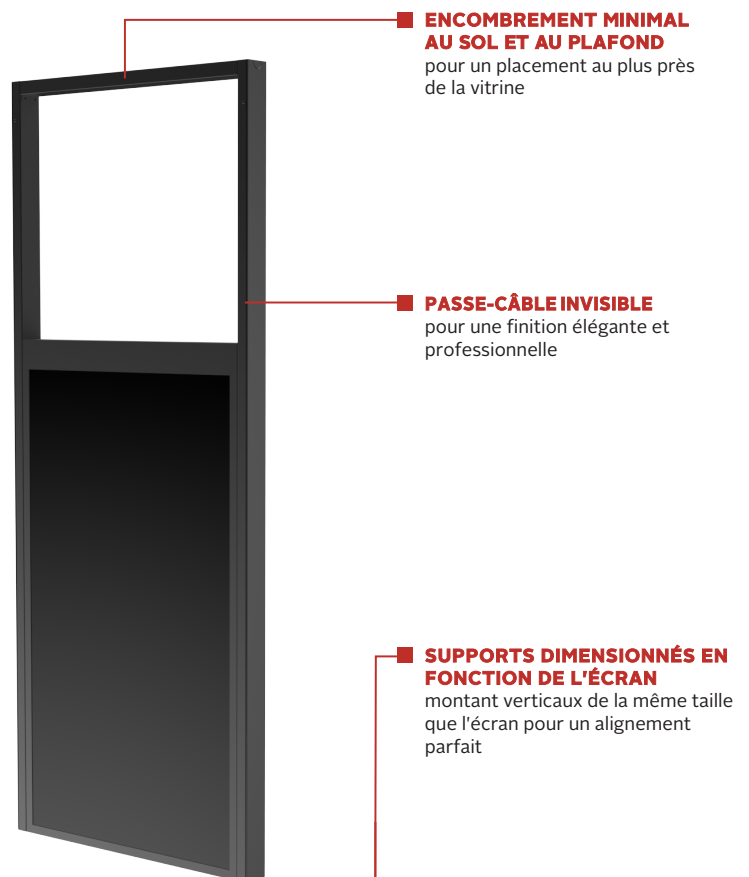 ENCOMBREMENT MINIMAL
AU SOL ET AU PLAFOND
pour un placement au plus près
de la vitrine
PASSE-CÂBLE INVISIBLE
pour une finition élégante et
professionnelle
SUPPORTS DIMENSIONNÉS EN
FONCTION DE L'ÉCRAN
montant verticaux de la même taille
que l'écran pour un alignement
parfait